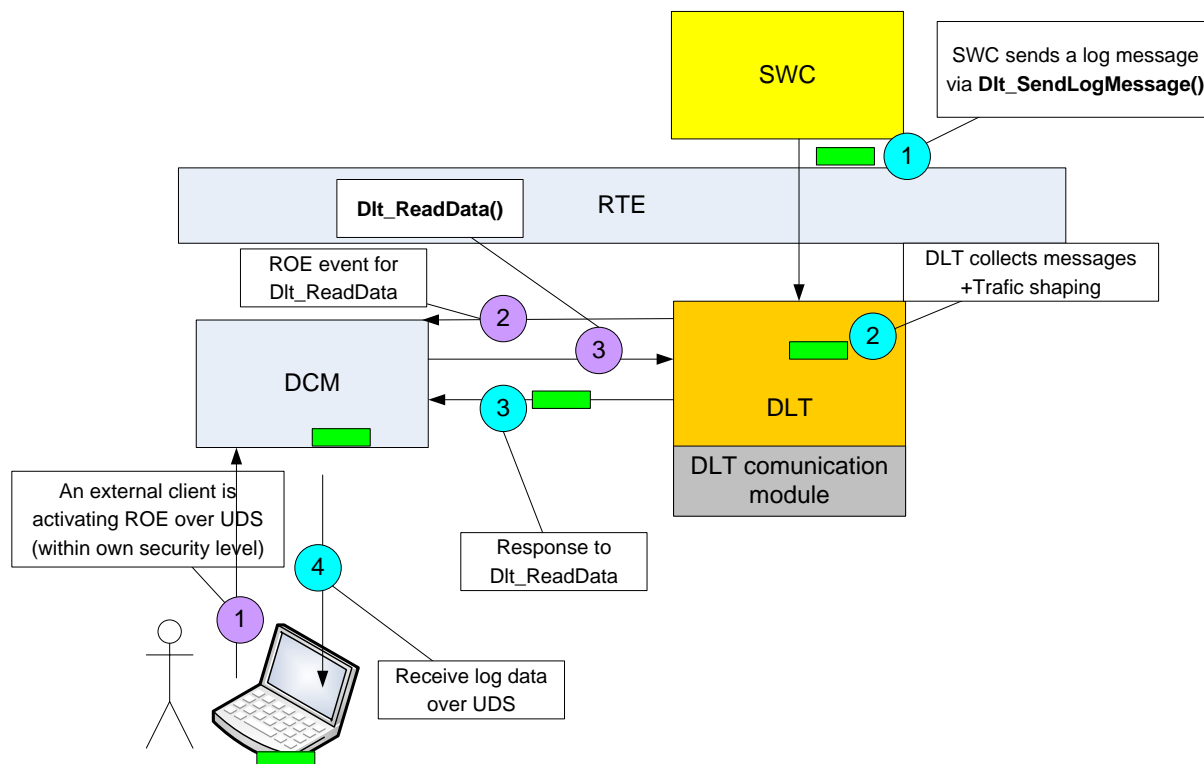 SWC
SWC sends a log message
via Dlt_SendLogMessage()
1
RTE
Dlt_ReadData()
ROE event for
Dlt_ReadData
DLT collects messages
+Trafic shaping
2
3
2
DCM
3
DLT
DLT comunication
module
An external client is
activating ROE over UDS
(within own security level)
Response to
Dlt_ReadData
4
1
Receive log data
over UDS